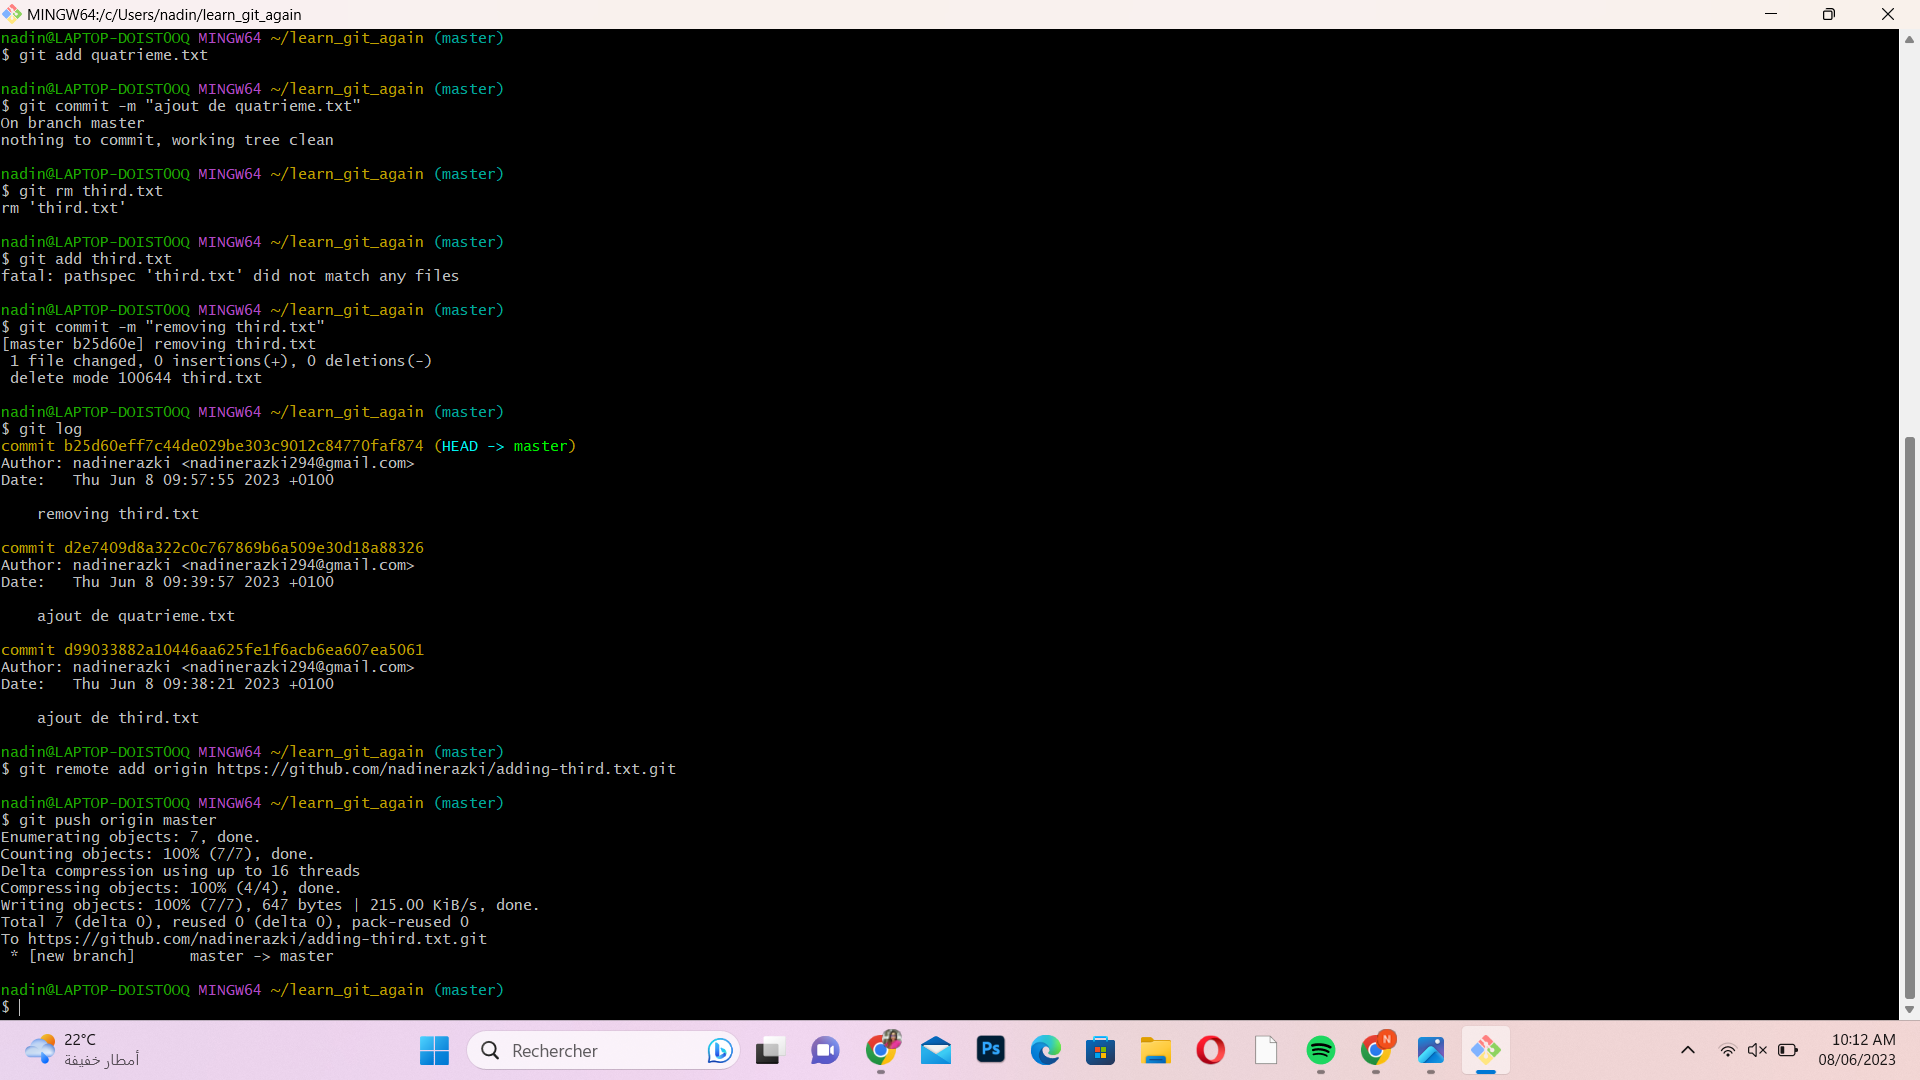 MINGW64:/c/Users/nadin/learn_git_again
nadin@LAPTOP-DOIST0OQ MINGW64 ~/learn_git_again (master)
$ git add quatrieme.txt
nadin@LAPTOP-DOIST0OQ MINGW64 ~/learn_git_again (master)
$ git commit -m "ajout de quatrieme.txt"
On branch master
nothing to commit, working tree clean
nadin@LAPTOP-DOIST0OQ MINGW64 ~/learn_git_again (master)
$ git rm third.txt
rm 'third.txt'
nadin@LAPTOP-DOIST0OQ MINGW64 ~/learn_git_again (master)
$ git add third.txt
fatal: pathspec 'third.txt' did not match any files
nadin@LAPTOP-DOIST0OQ MINGW64 ~/learn_git_again (master)
$ git commit -m "removing third.txt"
[master b25d60e] removing third.txt
 1 file changed, 0 insertions(+), 0 deletions(-)
 delete mode 100644 third.txt
nadin@LAPTOP-DOIST0OQ MINGW64 ~/learn_git_again (master)
$ git log
commit b25d60eff7c44de029be303c9012c84770faf874 (HEAD -> master)
Author: nadinerazki <nadinerazki294@gmail.com>
Date:   Thu Jun 8 09:57:55 2023 +0100
    removing third.txt
commit d2e7409d8a322c0c767869b6a509e30d18a88326
Author: nadinerazki <nadinerazki294@gmail.com>
Date:   Thu Jun 8 09:39:57 2023 +0100
    ajout de quatrieme.txt
commit d99033882a10446aa625fe1f6acb6ea607ea5061
Author: nadinerazki <nadinerazki294@gmail.com>
Date:   Thu Jun 8 09:38:21 2023 +0100
    ajout de third.txt
nadin@LAPTOP-DOIST0OQ MINGW64 ~/learn_git_again (master)
$ git remote add origin https://github.com/nadinerazki/adding-third.txt.git
nadin@LAPTOP-DOIST0OQ MINGW64 ~/learn_git_again (master)
$ git push origin master
Enumerating objects: 7, done.
Counting objects: 100% (7/7), done.
Delta compression using up to 16 threads
Compressing objects: 100% (4/4), done.
Writing objects: 100% (7/7), 647 bytes | 215.00 KiB/s, done.
Total 7 (delta 0), reused 0 (delta 0), pack-reused 0
To https://github.com/nadinerazki/adding-third.txt.git
 * [new branch]      master -> master
nadin@LAPTOP-DOIST0OQ MINGW64 ~/learn_git_again (master)
$
22°C
أمطار خفيفة
Rechercher
Ps
N
10:12 AM
08/06/2023